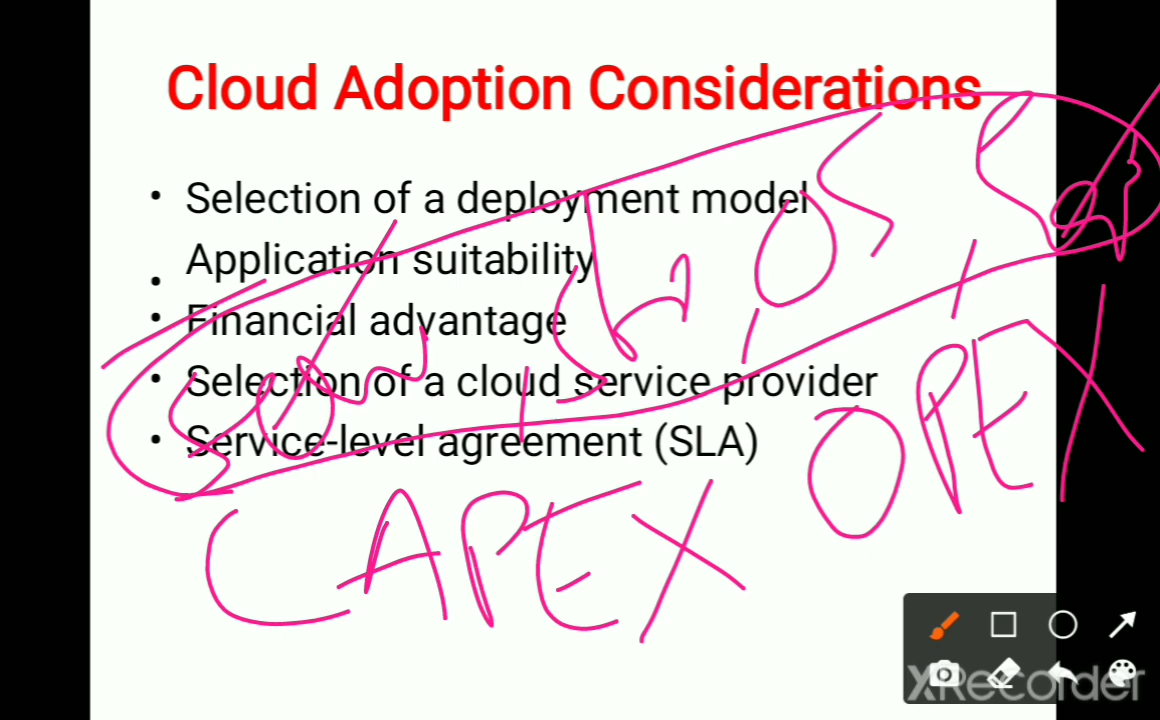 Cloud Adoption Considerations
• Selection of a deployment model
• Application suitability
• Financial advantage
• Selection of a cloud service provider
• Service-level agreement (SLA)
OPEX
CAPEX
XRecorder